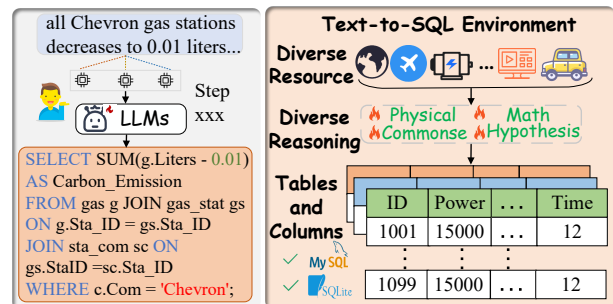 all Chevron gas stations
decreases to 0.01 liters...
Step
xxx
LLMs
SELECT SUM(g.Liters - 0.01)
AS Carbon_Emission
FROM gas g JOIN gas_stat gs
ON g.Sta_ID = gs.Sta_ID
JOIN sta_com sc ON
gs.StaID =sc.Sta_ID
WHERE c.Com = 'Chevron';
Text-to-SQL Environment
Diverse
Resource
...
Diverse
Reasoning
Physical
Commonse
Math
Hypothesis
Tables
and
Columns
ID Power ... Time
1001 15000 12
1099 15000 ... 12
MySQL
SQLite